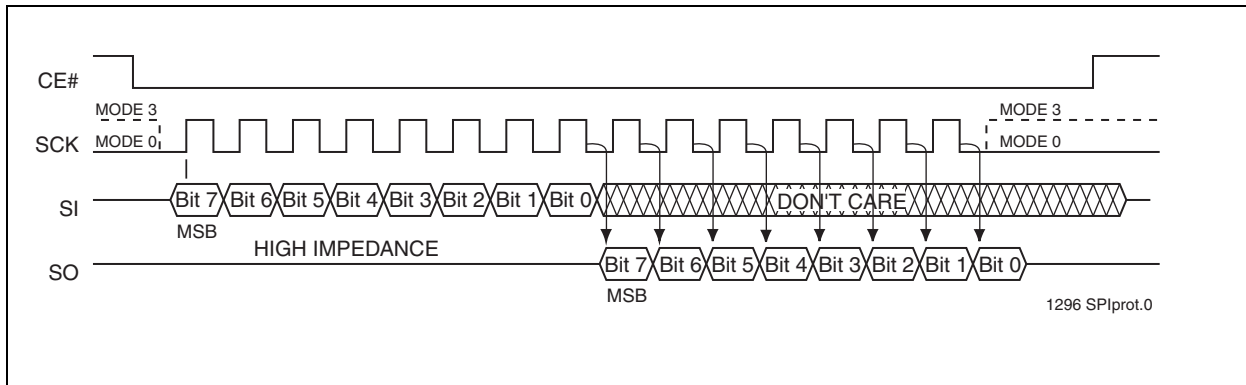 CE#
MODE 3
MODE 3
SCK
MODE 0
MODE 0
SI
Bit 7 Bit 6 Bit 5 Bit 4 Bit 3 Bit 2 Bit 1 Bit 0
DON'T CARE
MSB
HIGH IMPEDANCE
SO
Bit 7 Bit 6 Bit 5 Bit 4 Bit 3 Bit 2 Bit 1 Bit 0
MSB
1296 SPIprot.0